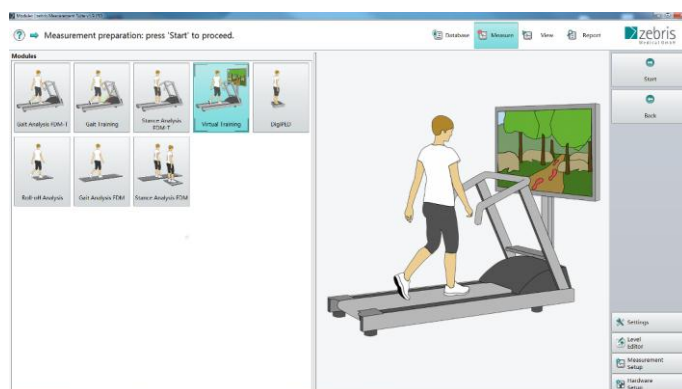 Measurement preparation: press 'Start' to proceed.
Database
Measure
View
Report
zebris
Medical GmbH
Modules
Gait Analysis FDM-T
Gait Training
Stance Analysis
FDM-T
Virtual Training
DigiPED
Roll-off Analysis
Gait Analysis FDM
Stance Analysis FDM
Start
Back
Settings
Level
Editor
Measurement
Setup
Hardware
Setup